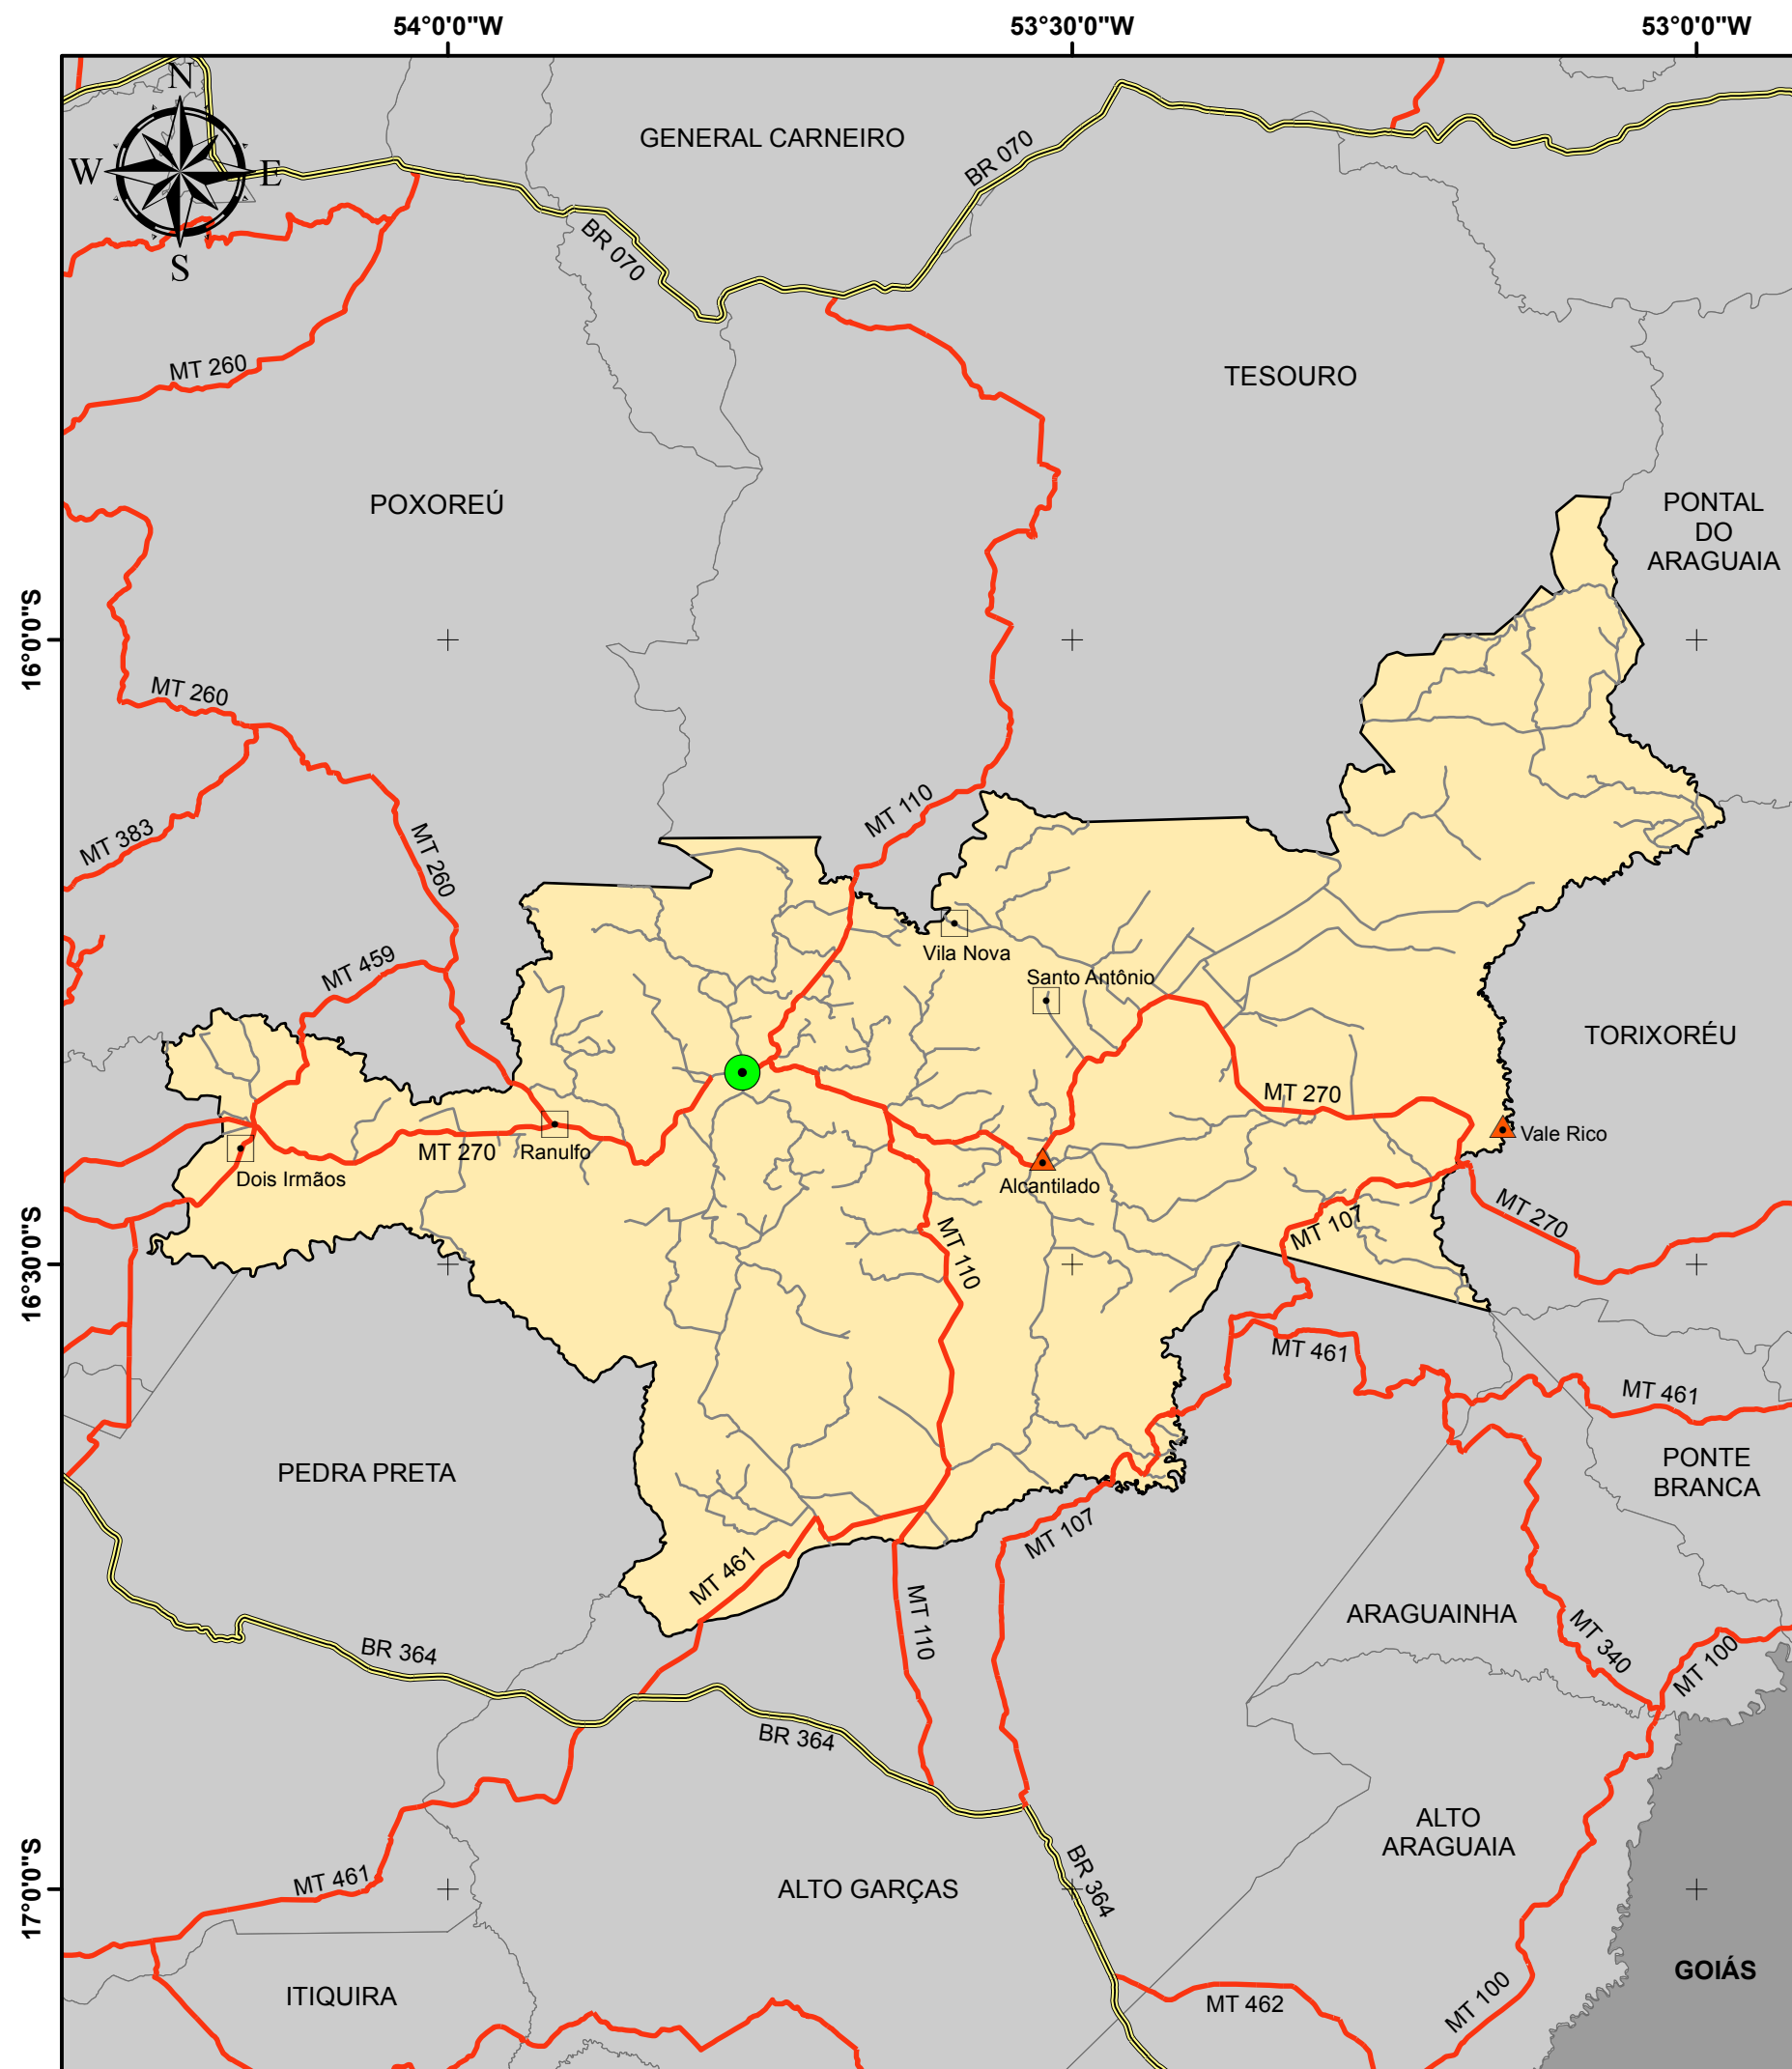 54°0'0"W
53°30'0"W
53°0'0"W
N
W
E
S
GENERAL CARNEIRO
BR 070
BR 070
MT 260
TESOURO
POXORÉU
PONTAL
DO
ARAGUAIA
16°0'0"S
MT 260
MT 110
MT 383
MT 260
Vila Nova
MT 459
Santo Antônio
TORIXORÉU
MT 270
Vale Rico
MT 270
Ranulfo
Dois Irmãos
Alcantilado
MT 270
MT 107
MT 110
16°30'0"S
MT 461
MT 461
PEDRA PRETA
PONTE
BRANCA
MT 107
MT 461
ARAGUAINHA
MT 110
MT 340
BR 364
MT 100
BR 364
ALTO
ARAGUAIA
MT 461
ALTO GARÇAS
BR 364
17°0'0"S
GOIÁS
ITIQUIRA
MT 462
MT 100